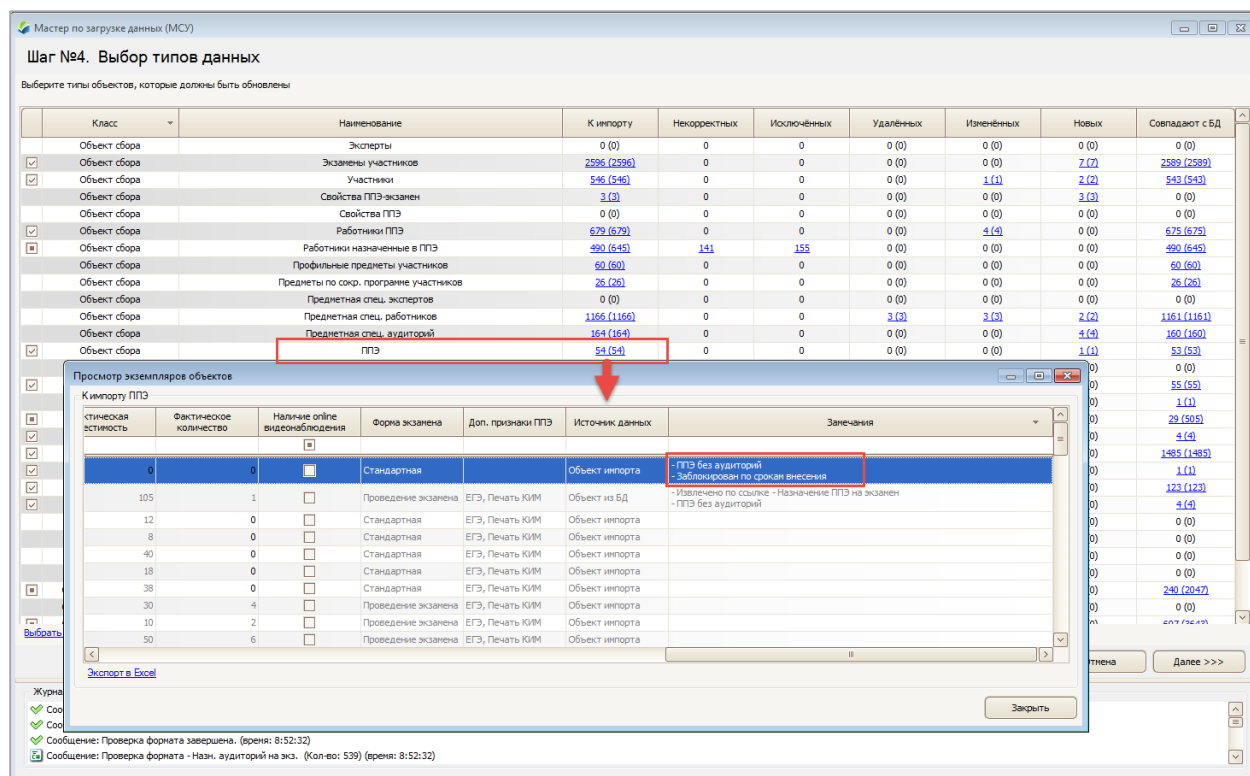 Мастер по загрузке данных (МСУ)
Шаг №4. Выбор типов данных
Выберите типы объектов, которые должны быть обновлены
Класс Наименование К импорту Некорректных Исключённых Удалённых Изменённых Новых Совпадают с БД
Объект сбора Эксперты 0 (0) 0 0 0 (0) 0 (0) 0 (0) 0 (0)
Объект сбора Экзамены участников 2596 (2596) 0 0 0 (0) 0 (0) 7 (7) 2589 (2589)
Объект сбора Участники 546 (546) 0 0 0 (0) 1 (1) 2 (2) 543 (543)
Объект сбора Свойства ППЭ-экзамен 3 (3) 0 0 0 (0) 0 (0) 3 (3) 0 (0)
Объект сбора Свойства ППЭ 0 (0) 0 0 0 (0) 0 (0) 0 (0) 0 (0)
Объект сбора Работники ППЭ 679 (679) 0 0 0 (0) 4 (4) 0 (0) 675 (675)
Объект сбора Работники назначенные в ППЭ 490 (645) 141 155 0 (0) 0 (0) 0 (0) 490 (645)
Объект сбора Профильные предметы участников 60 (60) 0 0 0 (0) 0 (0) 0 (0) 60 (60)
Объект сбора Предметы по сокр. программе участников 26 (26) 0 0 0 (0) 0 (0) 0 (0) 26 (26)
Объект сбора Предметная спец. экспертов 0 (0) 0 0 0 (0) 0 (0) 0 (0) 0 (0)
Объект сбора Предметная спец. работников 1166 (1166) 0 0 3 (3) 3 (3) 2 (2) 1161 (1161)
Объект сбора Предметная спец. аудиторий 164 (164) 0 0 0 (0) 0 (0) 4 (4) 160 (160)
Объект сбора ППЭ 54 (54) 0 0 0 (0) 0 (0) 1 (1) 53 (53)
0 (0)
55 (55)
1 (1)
29 (505)
4 (4)
1485 (1485)
1 (1)
123 (123)
4 (4)
0 (0)
0 (0)
0 (0)
0 (0)
240 (2047)
0 (0)
Просмотр экземпляров объектов
К импорту ППЭ
Фактическое количество Наличие online видеонаблюдения Форма экзамена Доп. признаки ППЭ Источник данных Замечания
0 0 Стандартная Объект импорта - ППЭ без аудиторий
- Заблокирован по срокам внесения
105 1 Проведение экзамена ЕГЭ, Печать КИМ Объект из БД - Извлечено по ссылке - Назначение ППЭ на экзамен
- ППЭ без аудиторий
12 0 Стандартная ЕГЭ, Печать КИМ Объект импорта
8 0 Стандартная ЕГЭ, Печать КИМ Объект импорта
40 0 Стандартная ЕГЭ, Печать КИМ Объект импорта
18 0 Стандартная ЕГЭ, Печать КИМ Объект импорта
38 0 Стандартная ЕГЭ, Печать КИМ Объект импорта
30 4 Проведение экзамена ЕГЭ, Печать КИМ Объект импорта
10 2 Проведение экзамена ЕГЭ, Печать КИМ Объект импорта
50 6 Проведение экзамена ЕГЭ, Печать КИМ Объект импорта
Экспорт в Excel
Закрыть
Выбрать
Далее >>>
Сообщение: Проверка формата завершена. (время: 8:52:32)
Сообщение: Проверка формата - Назн. аудиторий на экз. (Кол-во: 539) (время: 8:52:32)